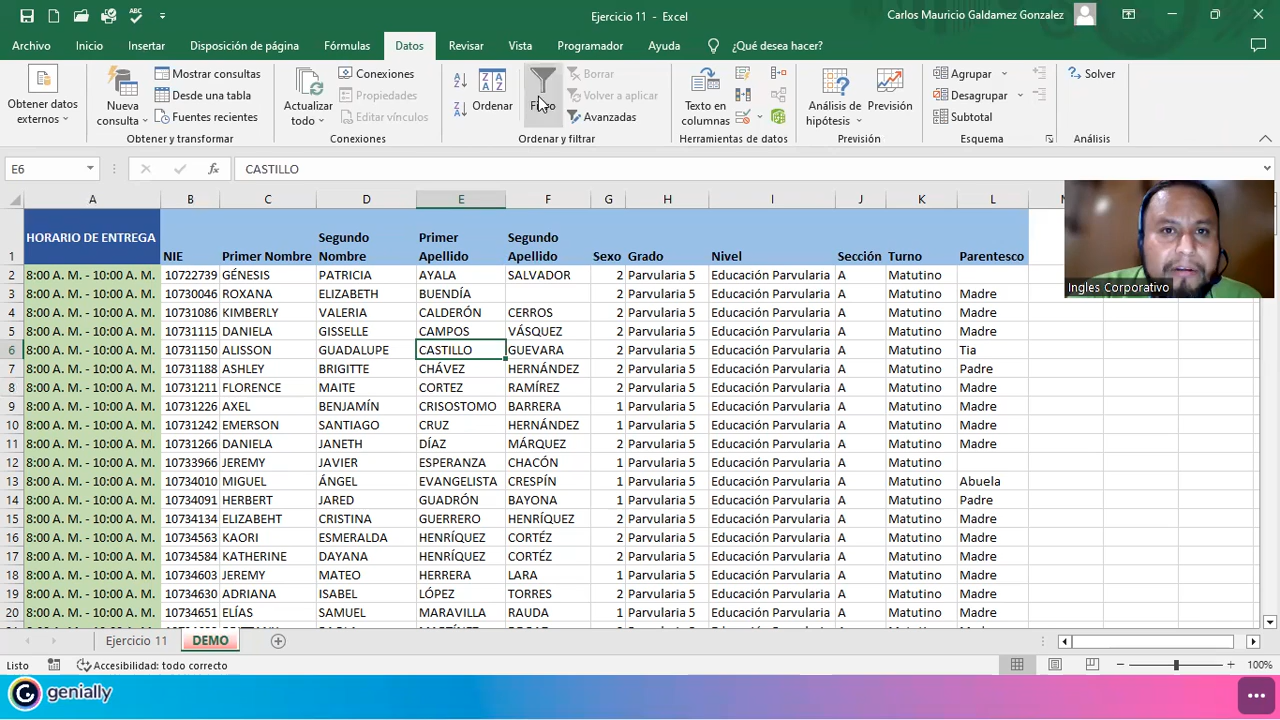 Ejercicio 11 - Excel
Carlos Mauricio Galdamez Gonzalez
Archivo Inicio Insertar Disposición de página Fórmulas Datos Revisar Vista Programador Ayuda ¿Qué desea hacer?
Obtener datos externos
Nueva consulta
Mostrar consultas
Desde una tabla
Fuentes recientes
Obtener y transformar
Actualizar todo
Conexiones
Propiedades
Editar vínculos
Conexiones
Ordenar
Borrar
Volver a aplicar
Avanzadas
Ordenar y filtrar
Texto en columnas
Herramientas de datos
Análisis de hipótesis
Previsión
Previsión
Agrupar
Desagrupar
Subtotal
Esquema
Solver
Análisis
E6 fx CASTILLO
A B C D E F G H I J K L
1 HORARIO DE ENTREGA NIE Primer Nombre Segundo Nombre Primer Apellido Segundo Apellido Sexo Grado Nivel Sección Turno Parentesco
2 8:00 A. M. - 10:00 A. M. 10722739 GÉNESIS PATRICIA AYALA SALVADOR 2 Parvularia 5 Educación Parvularia A Matutino
3 8:00 A. M. - 10:00 A. M. 10730046 ROXANA ELIZABETH BUENDÍA 2 Parvularia 5 Educación Parvularia A Matutino Madre
4 8:00 A. M. - 10:00 A. M. 10731086 KIMBERLY VALERIA CALDERÓN CERROS 2 Parvularia 5 Educación Parvularia A Matutino Madre
5 8:00 A. M. - 10:00 A. M. 10731115 DANIELA GISSELLE CAMPOS VÁSQUEZ 2 Parvularia 5 Educación Parvularia A Matutino Madre
6 8:00 A. M. - 10:00 A. M. 10731150 ALISSON GUADALUPE CASTILLO GUEVARA 2 Parvularia 5 Educación Parvularia A Matutino Tia
7 8:00 A. M. - 10:00 A. M. 10731188 ASHLEY BRIGITTE CHÁVEZ HERNÁNDEZ 2 Parvularia 5 Educación Parvularia A Matutino Padre
8 8:00 A. M. - 10:00 A. M. 10731211 FLORENCE MAITE CORTEZ RAMÍREZ 2 Parvularia 5 Educación Parvularia A Matutino Madre
9 8:00 A. M. - 10:00 A. M. 10731226 AXEL BENJAMÍN CRISOSTOMO BARRERA 1 Parvularia 5 Educación Parvularia A Matutino Madre
10 8:00 A. M. - 10:00 A. M. 10731242 EMERSON SANTIAGO CRUZ HERNÁNDEZ 1 Parvularia 5 Educación Parvularia A Matutino Madre
11 8:00 A. M. - 10:00 A. M. 10731266 DANIELA JANETH DÍAZ MÁRQUEZ 2 Parvularia 5 Educación Parvularia A Matutino Madre
12 8:00 A. M. - 10:00 A. M. 10733966 JEREMY JAVIER ESPERANZA CHACÓN 1 Parvularia 5 Educación Parvularia A Matutino
13 8:00 A. M. - 10:00 A. M. 10734010 MIGUEL ÁNGEL EVANGELISTA CRESPÍN 1 Parvularia 5 Educación Parvularia A Matutino Abuela
14 8:00 A. M. - 10:00 A. M. 10734091 HERBERT JARED GUADRÓN BAYONA 1 Parvularia 5 Educación Parvularia A Matutino Padre
15 8:00 A. M. - 10:00 A. M. 10734134 ELIZABEHT CRISTINA GUERRERO HENRÍQUEZ 2 Parvularia 5 Educación Parvularia A Matutino Madre
16 8:00 A. M. - 10:00 A. M. 10734563 KAORI ESMERALDA HENRÍQUEZ CORTÉZ 2 Parvularia 5 Educación Parvularia A Matutino Madre
17 8:00 A. M. - 10:00 A. M. 10734584 KATHERINE DAYANA HENRÍQUEZ CORTÉZ 2 Parvularia 5 Educación Parvularia A Matutino Madre
18 8:00 A. M. - 10:00 A. M. 10734603 JEREMY MATEO HERRERA LARA 1 Parvularia 5 Educación Parvularia A Matutino Madre
19 8:00 A. M. - 10:00 A. M. 10734630 ADRIANA ISABEL LÓPEZ TORRES 2 Parvularia 5 Educación Parvularia A Matutino Madre
20 8:00 A. M. - 10:00 A. M. 10734651 ELÍAS SAMUEL MARAVILLA RAUDA 1 Parvularia 5 Educación Parvularia A Matutino Madre
Ingles Corporativo
Ejercicio 11 DEMO
Listo Accesibilidad: todo correcto 100%
genially